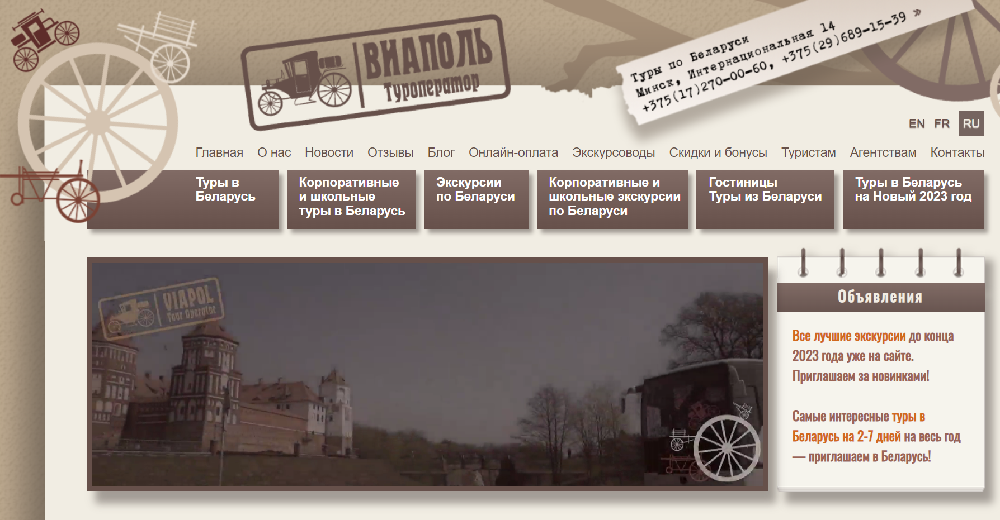 ВИАПОЛЬ
Туроператор
Туры по Беларуси
Минск, Интернациональная 14
+375(17)270-00-60, +375(29)689-15-39 »
EN FR RU
Главная О нас Новости Отзывы Блог Онлайн-оплата Экскурсоводы Скидки и бонусы Туристам Агентствам Контакты
Туры в
Беларусь
Корпоративные
и школьные
туры в Беларусь
Экскурсии
по Беларуси
Корпоративные и
школьные экскурсии
по Беларуси
Гостиницы
Туры из Беларуси
Туры в Беларусь
на Новый 2023 год
VIAPOL
Tour Operator
Объявления
Все лучшие экскурсии до конца
2023 года уже на сайте.
Приглашаем за новинками!
Самые интересные туры в
Беларусь на 2-7 дней на весь год
— приглашаем в Беларусь!